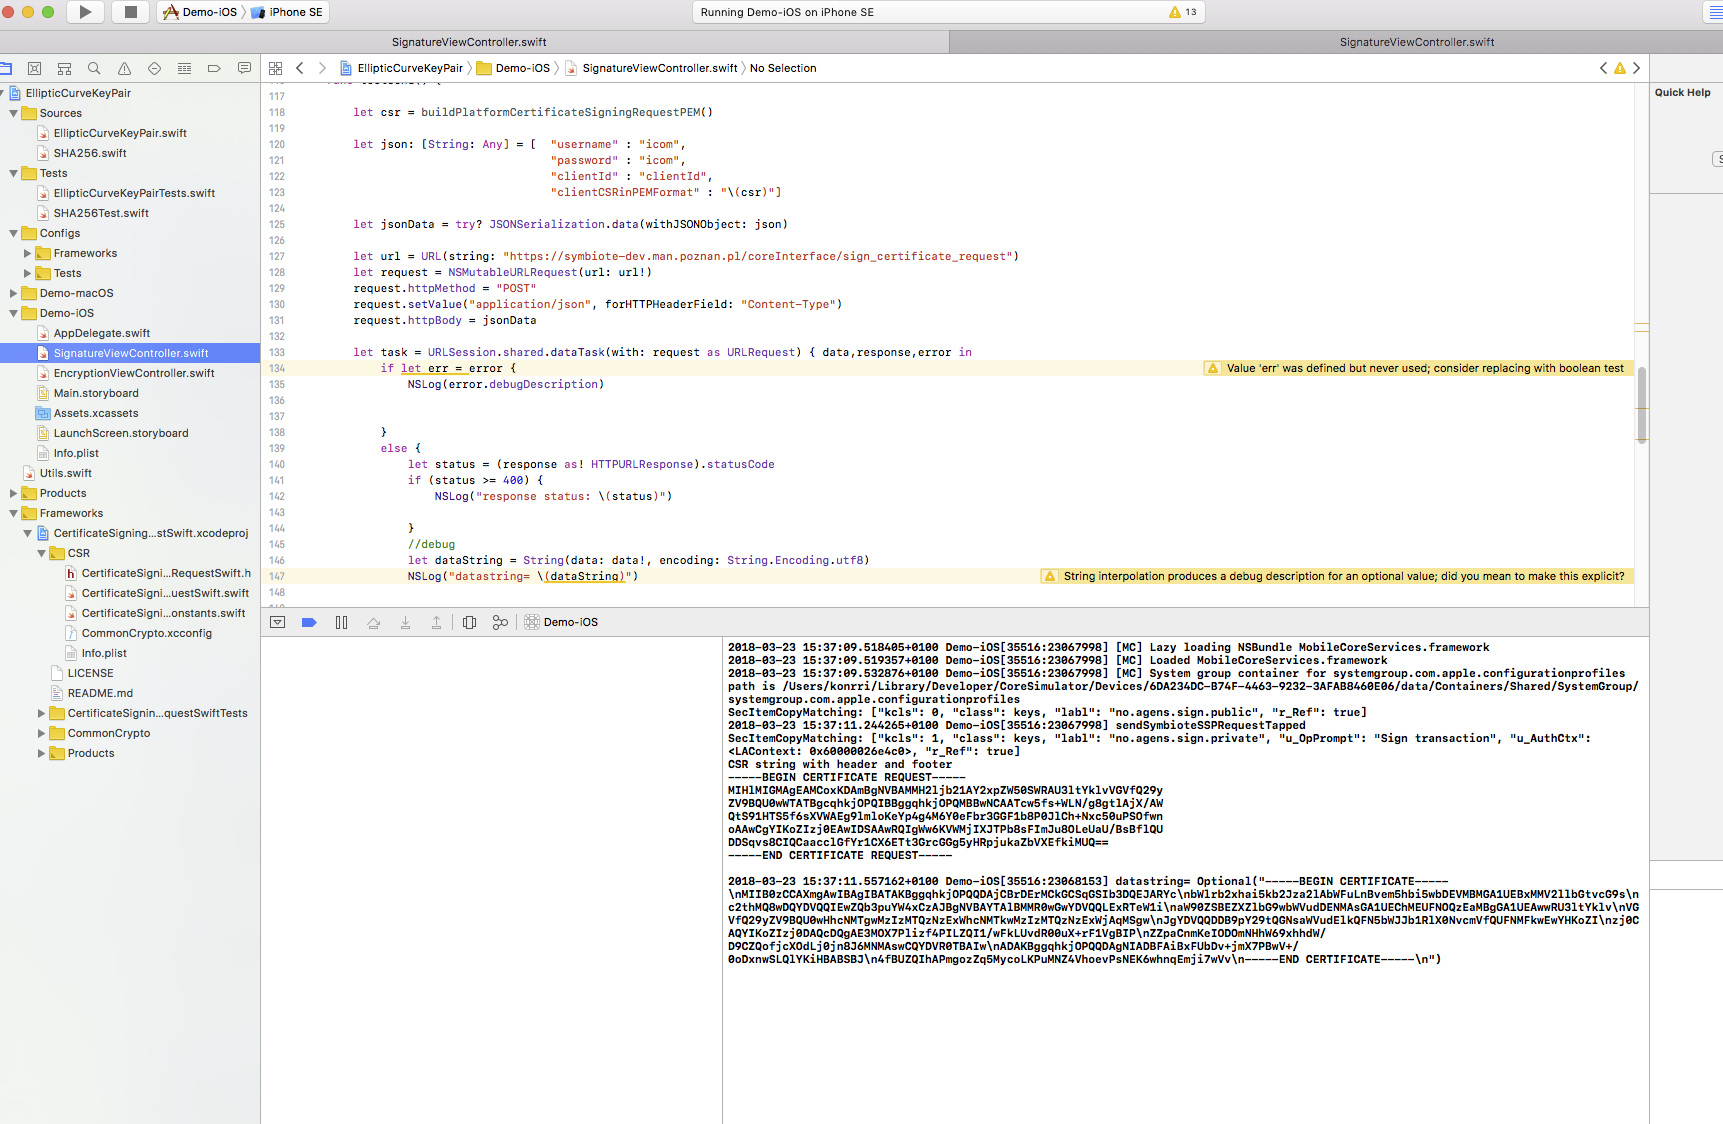 Demo-iOS iPhone SE
Running Demo-iOS on iPhone SE
13
SignatureViewController.swift
SignatureViewController.swift
EllipticCurveKeyPair Demo-iOS SignatureViewController.swift No Selection
EllipticCurveKeyPair
Sources
EllipticCurveKeyPair.swift
SHA256.swift
Tests
EllipticCurveKeyPairTests.swift
SHA256Test.swift
Configs
Frameworks
Tests
Demo-macOS
Demo-iOS
AppDelegate.swift
SignatureViewController.swift
EncryptionViewController.swift
Main.storyboard
Assets.xcassets
LaunchScreen.storyboard
Info.plist
Utils.swift
Products
Frameworks
CertificateSigning...stSwift.xcodeproj
CSR
CertificateSigni...RequestSwift.h
CertificateSigni...uestSwift.swift
CertificateSigni...onstants.swift
CommonCrypto.xcconfig
Info.plist
LICENSE
README.md
CertificateSignin...questSwiftTests
CommonCrypto
Products
117
118 let csr = buildPlatformCertificateSigningRequestPEM()
119
120 let json: [String: Any] = [ "username" : "icom",
121 "password" : "icom",
122 "clientId" : "clientId",
123 "clientCSRinPEMFormat" : "\(csr)"]
124
125 let jsonData = try? JSONSerialization.data(withJSONObject: json)
126
127 let url = URL(string: "https://symbiote-dev.man.poznan.pl/coreInterface/sign_certificate_request")
128 let request = NSMutableURLRequest(url: url!)
129 request.httpMethod = "POST"
130 request.setValue("application/json", forHTTPHeaderField: "Content-Type")
131 request.httpBody = jsonData
132
133 let task = URLSession.shared.dataTask(with: request as URLRequest) { data,response,error in
134 if let err = error { Value 'err' was defined but never used; consider replacing with boolean test
135 NSLog(error.debugDescription)
136
137
138 }
139 else {
140 let status = (response as! HTTPURLResponse).statusCode
141 if (status >= 400) {
142 NSLog("response status: \(status)")
143
144 }
145 //debug
146 let dataString = String(data: data!, encoding: String.Encoding.utf8)
147 NSLog("datastring= \(dataString)") String interpolation produces a debug description for an optional value; did you mean to make this explicit?
148
Quick Help
Demo-iOS
2018-03-23 15:37:09.518405+0100 Demo-iOS[35516:23067998] [MC] Lazy loading NSBundle MobileCoreServices.framework
2018-03-23 15:37:09.519357+0100 Demo-iOS[35516:23067998] [MC] Loaded MobileCoreServices.framework
2018-03-23 15:37:09.532876+0100 Demo-iOS[35516:23067998] [MC] System group container for systemgroup.com.apple.configurationprofiles
path is /Users/konrri/Library/Developer/CoreSimulator/Devices/6DA234DC-B74F-4463-9232-3AFAB8460E06/data/Containers/Shared/SystemGroup/
systemgroup.com.apple.configurationprofiles
SecItemCopyMatching: ["kcls": 0, "class": keys, "labl": "no.agens.sign.public", "r_Ref": true]
2018-03-23 15:37:11.244265+0100 Demo-iOS[35516:23067998] sendSymbioteSSPRequestTapped
SecItemCopyMatching: ["kcls": 1, "class": keys, "labl": "no.agens.sign.private", "u_OpPrompt": "Sign transaction", "u_AuthCtx":
<LAContext: 0x60000026e4c0>, "r_Ref": true]
CSR string with header and footer
-----BEGIN CERTIFICATE REQUEST-----
MIHlMIGMAgEAMCoxKDAmBgNVBAMMH2ljb21AY2xpZW50SWRAU3ltYklvVGVfQ29y
ZV9BQU0wWTATBgcqhkjOPQIBBggqhkjOPQMBBwNCAATcw5fs+WLN/g8gtlAjX/AW
QtS91HTS5f6sXVWAEg9lmloKeYp4g4M6Y0eFbr3GGF1b8P0JlCh+Nxc50uPSOfwn
oAAwCgYIKoZIzj0EAwIDSAAwRQIgWw6KVWMjIXJTPb8sFImJu8OLeUaU/BsBflQU
DDSqvs8CIQCaacclGfYr1CX6ETt3GrcGGg5yHRpjukaZbVXEfkiMUQ==
-----END CERTIFICATE REQUEST-----
2018-03-23 15:37:11.557162+0100 Demo-iOS[35516:23068153] datastring= Optional("-----BEGIN CERTIFICATE-----
\nMIIB0zCCAXmgAwIBAgIBATAKBggqhkjOPQQDAjCBrDErMCkGCSqGSIb3DQEJARYc\nbWlrb2xhai5kb2Jza2lAbWFuLnBvem5hbi5wbDEVMBMGA1UEBxMMV2llbGtvcG9s\n
c2thMQ8wDQYDVQQIEwZQb3puYW4xCzAJBgNVBAYTAlBMMR0wGwYDVQQLExRTeW1i\naW90ZSBEZXZlbG9wbWVudDENMAsGA1UEChMEUFNOQzEaMBgGA1UEAwwRU3ltYklv\nVG
VfQ29yZV9BQU0wHhcNMTgwMzIzMTQzNzExWhcNMTkwMzIzMTQzNzExWjAqMSgw\nJgYDVQQDDB9pY29tQGNsaWVudElkQFN5bWJJb1RlX0NvcmVfQUFNMFkwEwYHKoZI\nzj0C
AQYIKoZIzj0DAQcDQgAE3MOX7Plizf4PILZQI1/wFkLUvdR00uX+rF1VgBIP\nZZpaCnmKeIODOmNHhW69xhhdW/
D9CZQofjcXOdLj0jn8J6MNMAswCQYDVR0TBAIw\nADAKBggqhkjOPQQDAgNIADBFAiBxFUbDv+jmX7PBwV+/
0oDxnwSLQlYKiHBABSBJ\n4fBUZQIhAPmgozZq5MycoLKPuMNZ4VhoevPsNEK6whnqEmji7wVv\n-----END CERTIFICATE-----\n")